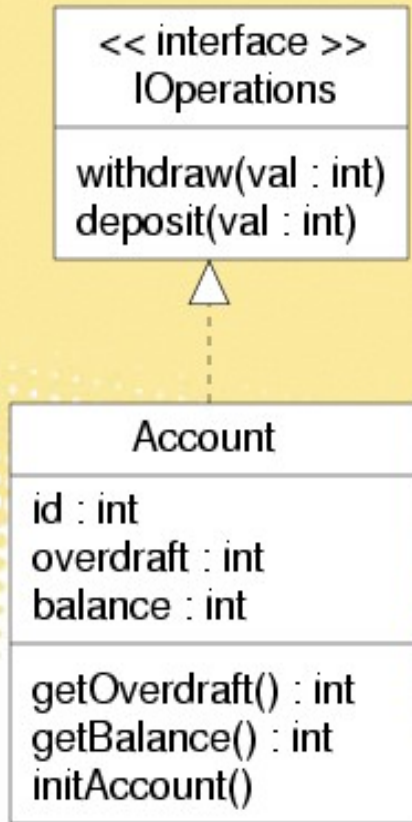 << interface >>
IOperations
withdraw(val : int)
deposit(val : int)
Account
id : int
overdraft : int
balance : int
getOverdraft() : int
getBalance() : int
initAccount()